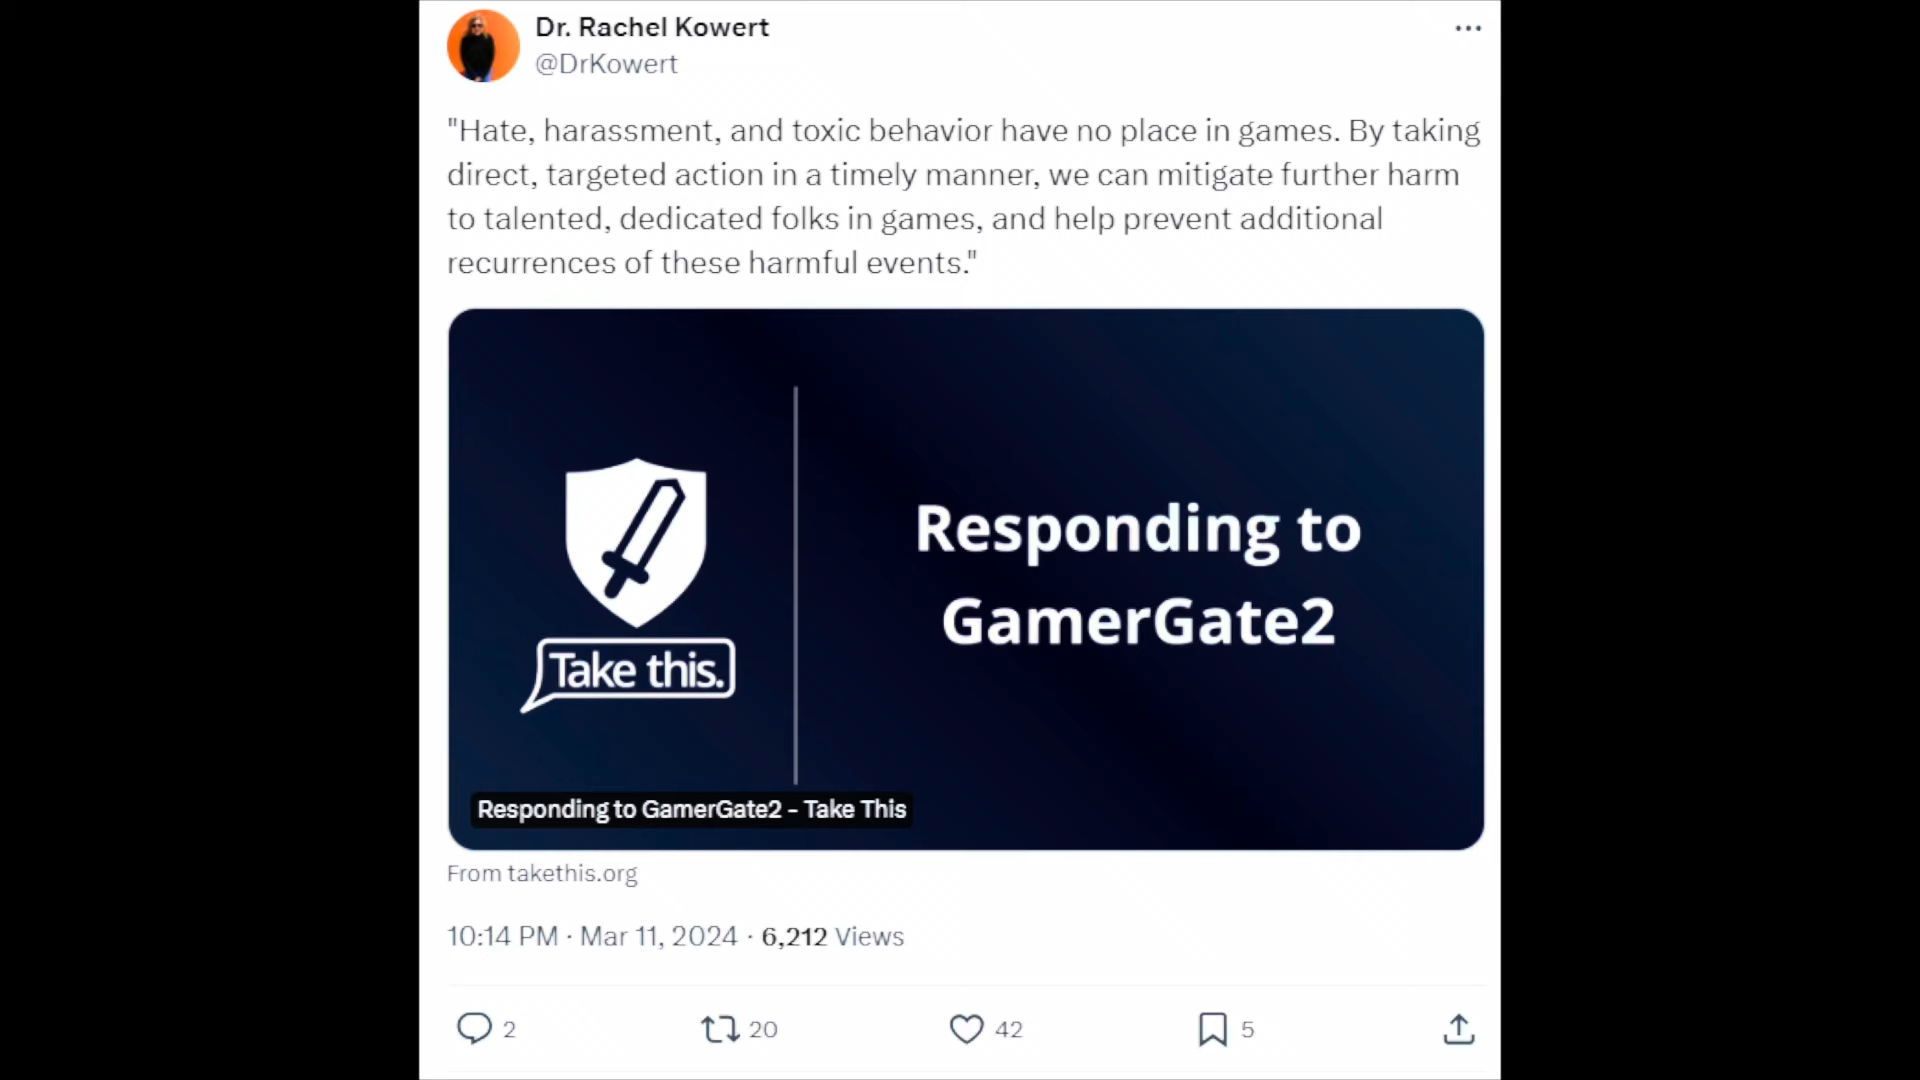 Dr. Rachel Kowert
@DrKowert
"Hate, harassment, and toxic behavior have no place in games. By taking
direct, targeted action in a timely manner, we can mitigate further harm
to talented, dedicated folks in games, and help prevent additional
recurrences of these harmful events."
Take this.
Responding to
GamerGate2
Responding to GamerGate2 – Take This
From takethis.org
10:14 PM · Mar 11, 2024 · 6,212 Views
2 20 42 5